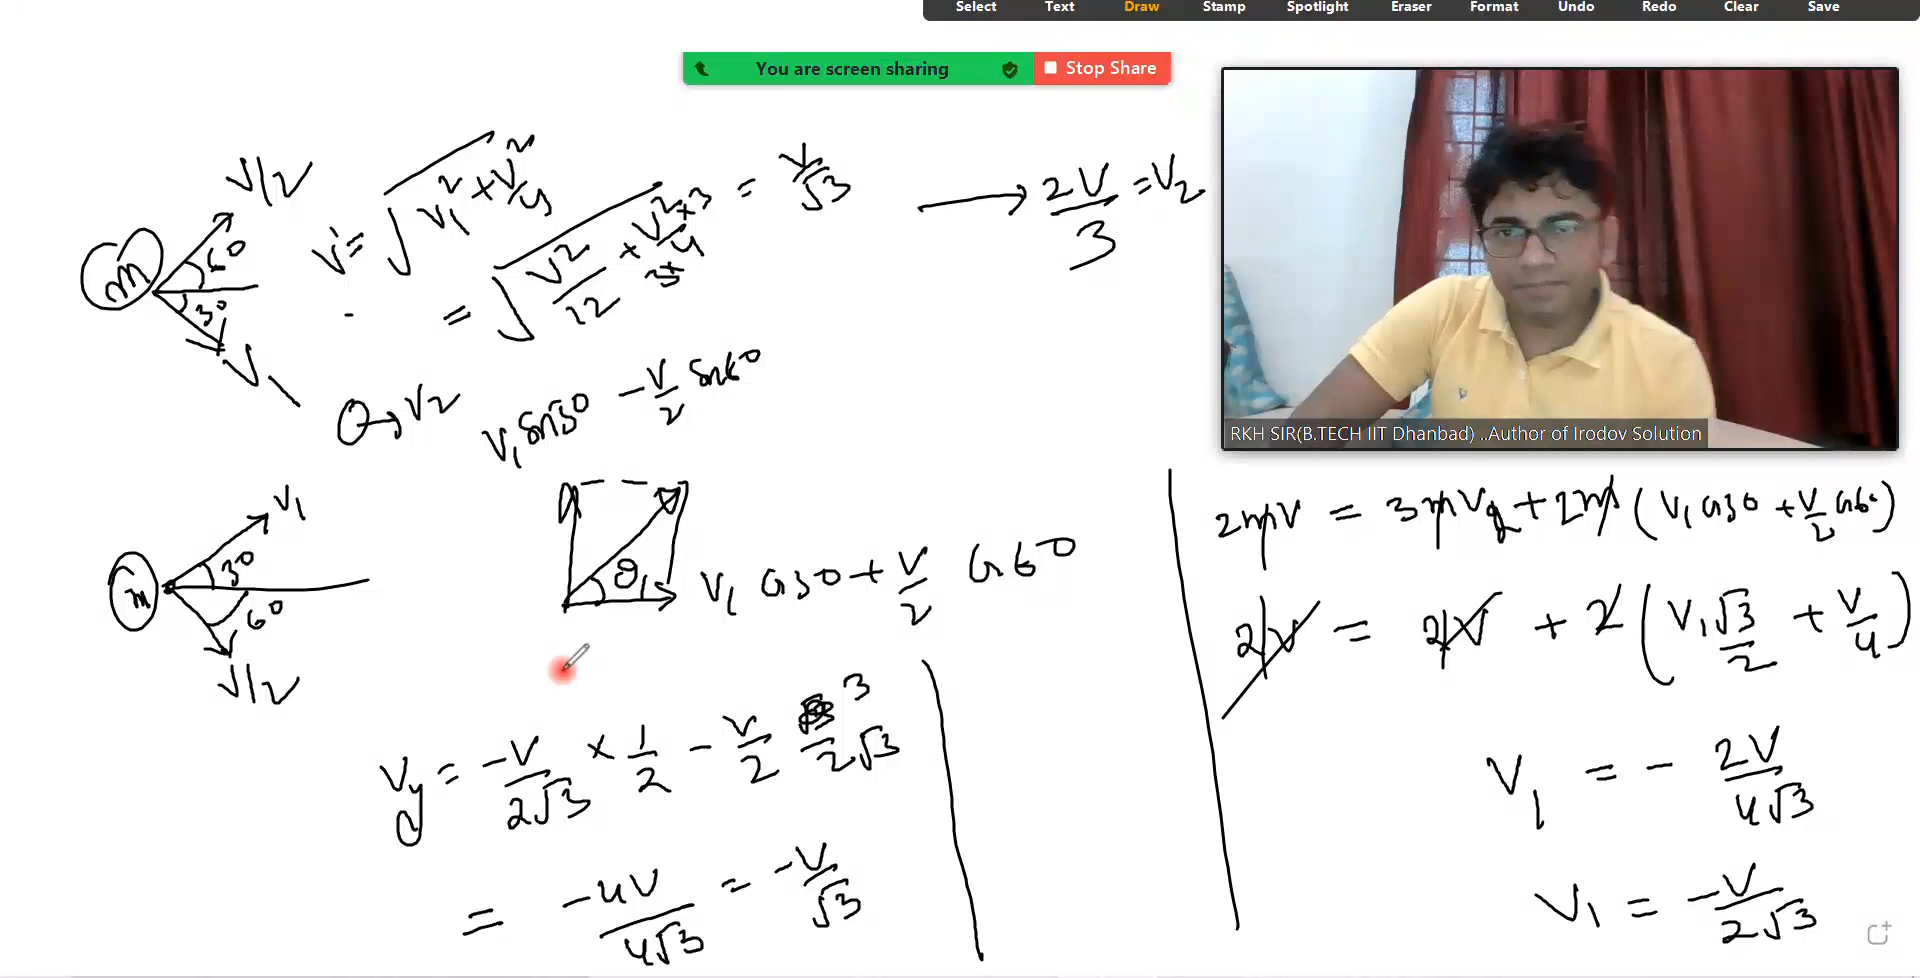 Select Text Draw Stamp Spotlight Eraser Format Undo Redo Clear Save
You are screen sharing
Stop Share
V/2
m
60
30
V1
V' = √(V1² + V²/4)
= √(V²/12 + V²×3/4×3) = V/√3
→ 2V/3 = V2
→ V2
V1 sin30 - V/2 sin60
RKH SIR(B.TECH IIT Dhanbad) ..Author of Irodov Solution
V1
m
30
60
V/2
θ
V1 cos30 + V/2 cos60
Vy = -V/2√3 × 1/2 - V/2 3/2√3
= -4V/4√3 = -V/√3
2mV = 3mV2 + 2m (V1 cos30 + V/2 cos60)
2V = 2V + 2 (V1√3/2 + V/4)
V1 = - 2V/4√3
V1 = -V/2√3